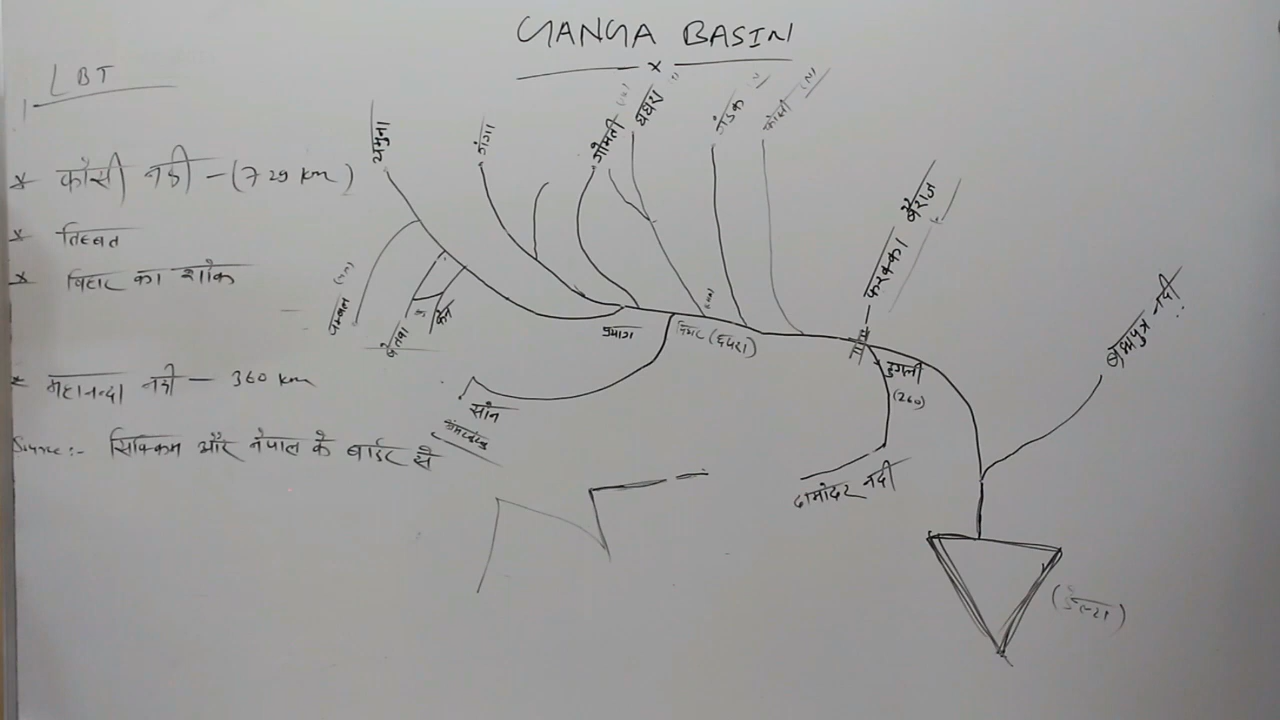 GANGA BASIN
LBT
* कौसी नदी - (729 km)
* तिब्बत
* बिहार का शोक
* महानन्दा नदी - 360 km
Source :- सिक्किम और नेपाल के बार्डर से
यमुना
गंगा
गोमती
घाघरा
गंडक
कोसी (N)
फरक्का बैराज
ब्रह्मपुत्र नदी
चम्बल
बेतवा
केन
प्रयाग
(छपरा)
सोन
हुगली
(260)
दामोदर नदी
(डेल्टा)